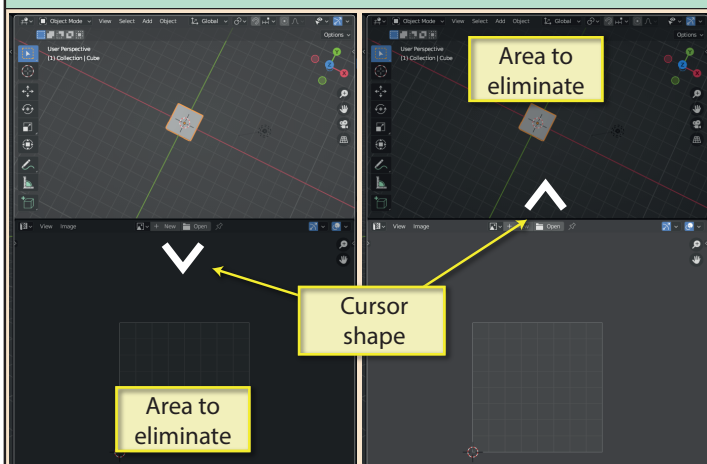 Object Mode View Select Add Object Global
Options
User Perspective
(1) Collection | Cube
View Image New Open
Area to
eliminate
Object Mode View Select Add Object Global
Options
User Perspective
(1) Collection | Cube
Area to
eliminate
View Image Open
Cursor
shape